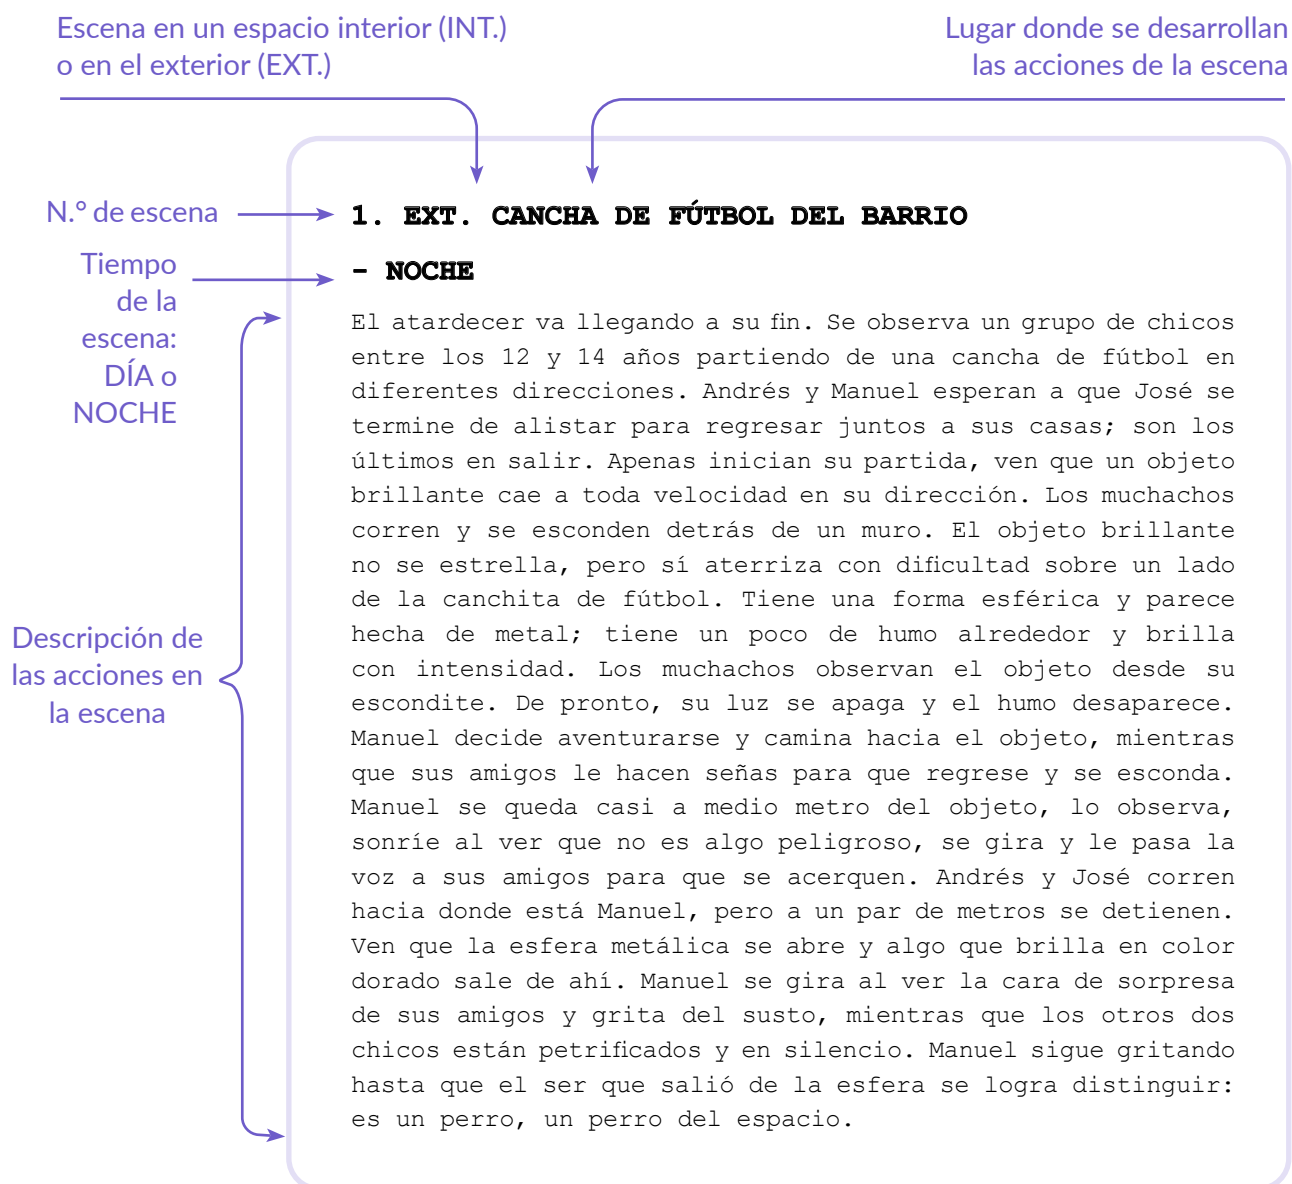 Escena en un espacio interior (INT.)
o en el exterior (EXT.)
Lugar donde se desarrollan
las acciones de la escena
N.° de escena
1. EXT. CANCHA DE FÚTBOL DEL BARRIO
Tiempo
de la
escena:
DÍA o
NOCHE
- NOCHE
El atardecer va llegando a su fin. Se observa un grupo de chicos
entre los 12 y 14 años partiendo de una cancha de fútbol en
diferentes direcciones. Andrés y Manuel esperan a que José se
termine de alistar para regresar juntos a sus casas; son los
últimos en salir. Apenas inician su partida, ven que un objeto
brillante cae a toda velocidad en su dirección. Los muchachos
corren y se esconden detrás de un muro. El objeto brillante
no se estrella, pero sí aterriza con dificultad sobre un lado
de la canchita de fútbol. Tiene una forma esférica y parece
hecha de metal; tiene un poco de humo alrededor y brilla
con intensidad. Los muchachos observan el objeto desde su
escondite. De pronto, su luz se apaga y el humo desaparece.
Manuel decide aventurarse y camina hacia el objeto, mientras
que sus amigos le hacen señas para que regrese y se esconda.
Manuel se queda casi a medio metro del objeto, lo observa,
sonríe al ver que no es algo peligroso, se gira y le pasa la
voz a sus amigos para que se acerquen. Andrés y José corren
hacia donde está Manuel, pero a un par de metros se detienen.
Ven que la esfera metálica se abre y algo que brilla en color
dorado sale de ahí. Manuel se gira al ver la cara de sorpresa
de sus amigos y grita del susto, mientras que los otros dos
chicos están petrificados y en silencio. Manuel sigue gritando
hasta que el ser que salió de la esfera se logra distinguir:
es un perro, un perro del espacio.
Descripción de
las acciones en
la escena